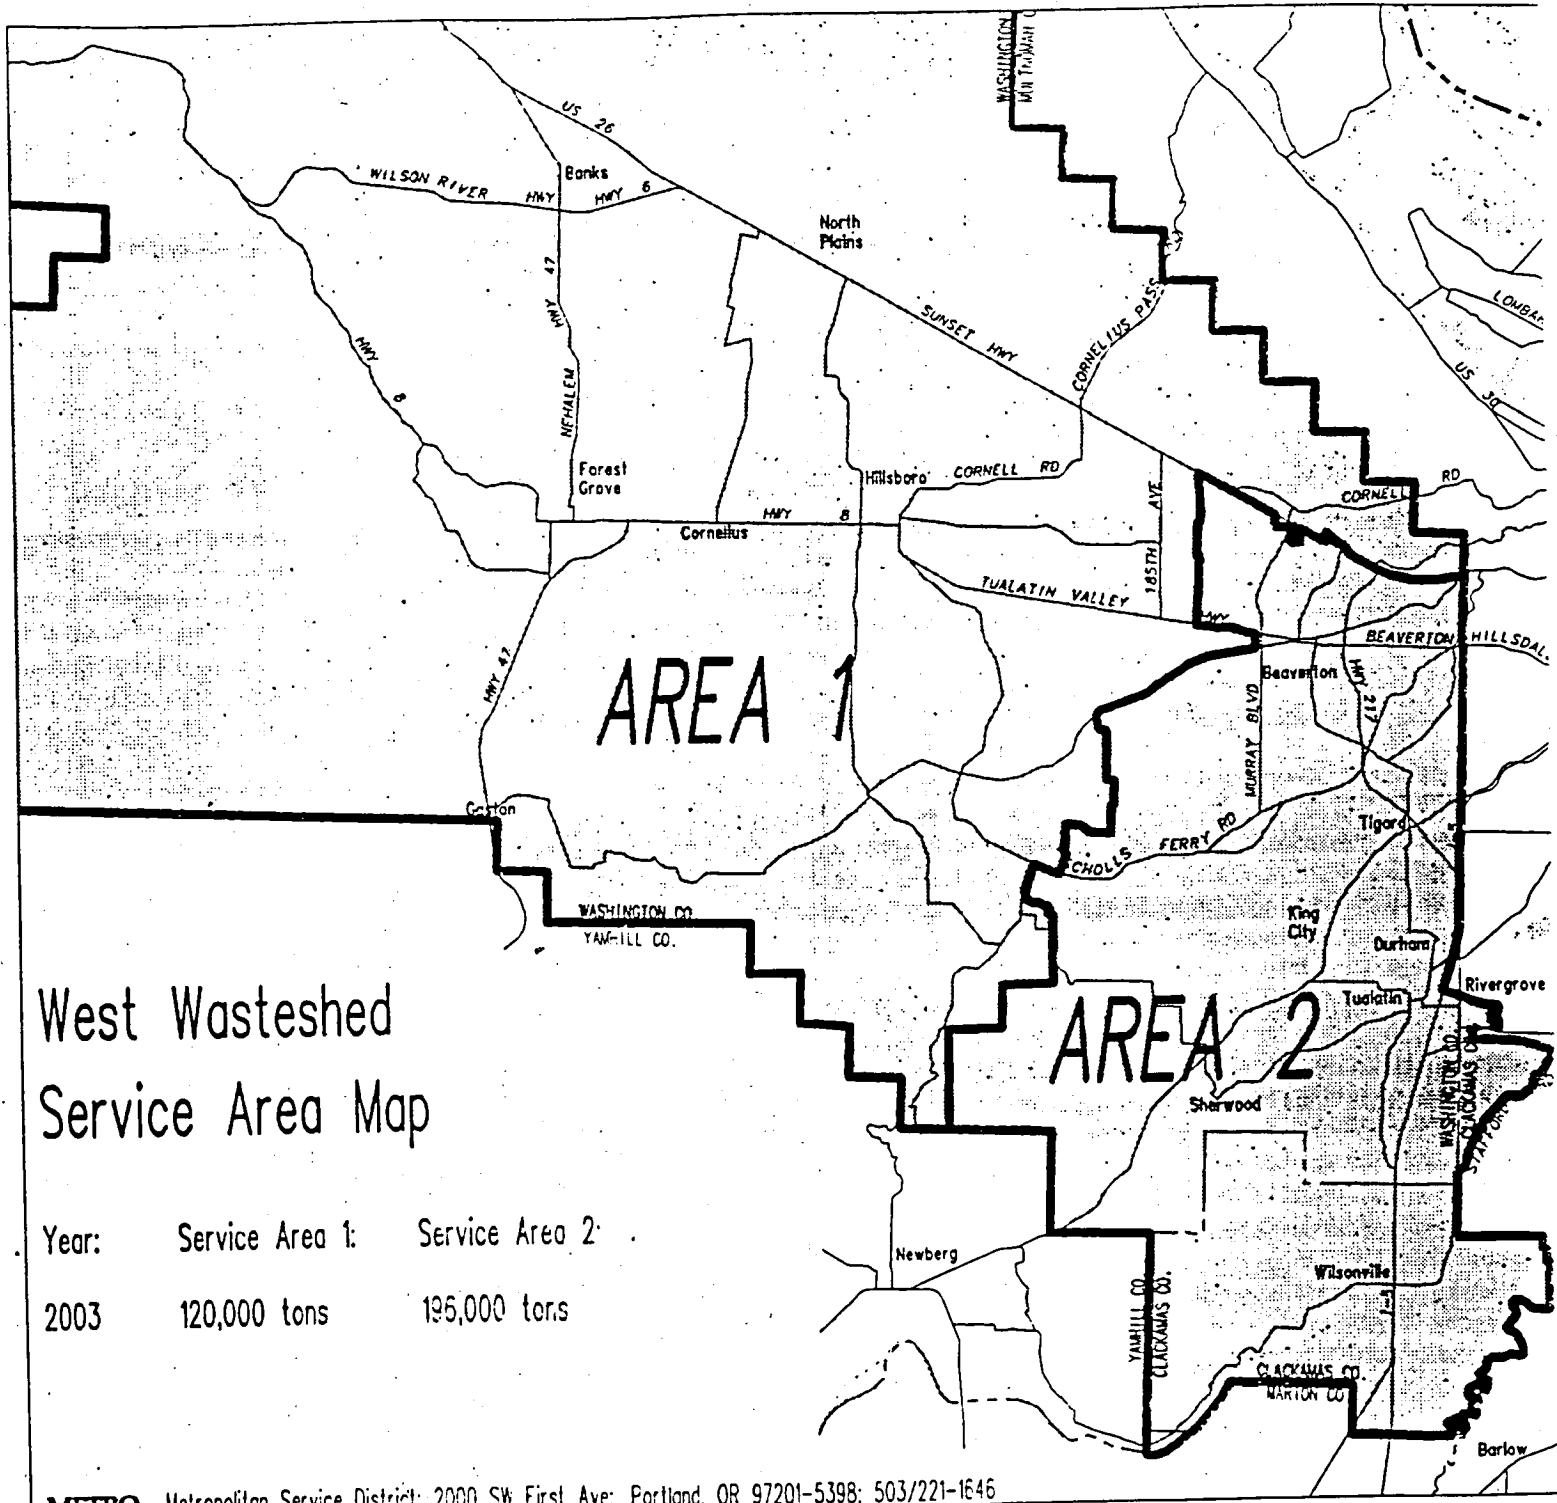 WASHINGTON
US 26
Banks
WILSON RIVER HWY HWY 6
North
Plains
HWY 47
NEHALEM
SUNSET HWY
CORNELIUS PASS
US 30
HWY 8
Forest
Grove
Hillsboro
CORNELL RD
185TH AVE
CORNELL RD
Cornelius
HWY 8
TUALATIN VALLEY HWY
BEAVERTON HILLSDAL
Beaverton
HWY 47
AREA 1
MURRAY BLVD
HWY 217
Gaston
Tigard
I-5
SCHOLLS FERRY RD
WASHINGTON CO.
YAMHILL CO.
King
City
Durham
Rivergrove
Tualatin
West Wasteshed
Service Area Map
AREA 2
WASHINGTON CO.
CLACKAMAS CO.
STAFFORD
Sherwood
Year: Service Area 1: Service Area 2:
2003 120,000 tons 195,000 tons
Newberg
Wilsonville
I-5
YAMHILL CO.
CLACKAMAS CO.
CLACKAMAS CO.
MARION CO
Barlow
METRO Metropolitan Service District; 2000 SW First Ave; Portland, OR 97201-5398; 503/221-1646